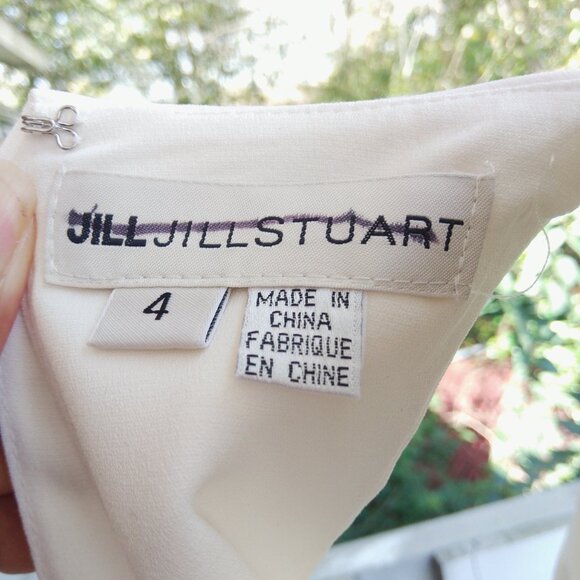 JILLJILLSTUART
4
MADE IN
CHINA
FABRIQUE
EN CHINE